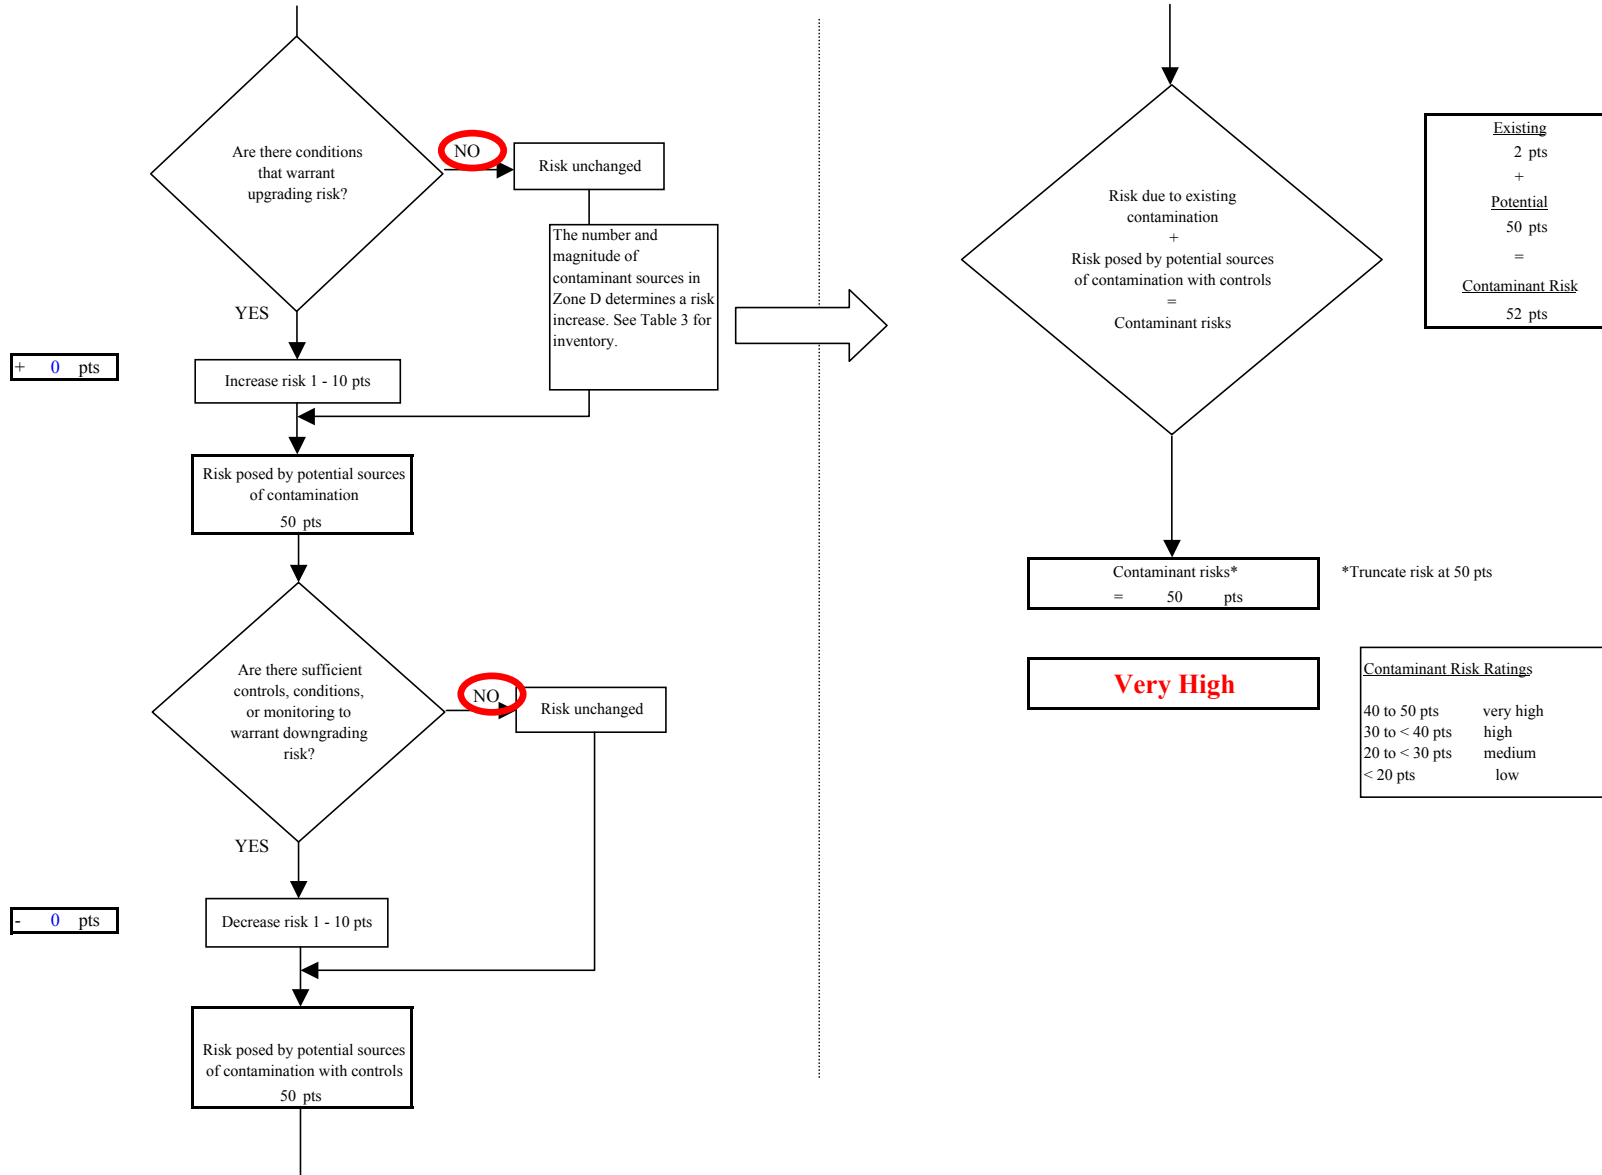 Are there conditions
that warrant
upgrading risk?
NO
Risk unchanged
The number and
magnitude of
contaminant sources in
Zone D determines a risk
increase. See Table 3 for
inventory.
YES
+ 0 pts
Increase risk 1 - 10 pts
Risk posed by potential sources
of contamination
50 pts
Are there sufficient
controls, conditions,
or monitoring to
warrant downgrading
risk?
NO
Risk unchanged
YES
- 0 pts
Decrease risk 1 - 10 pts
Risk posed by potential sources
of contamination with controls
50 pts
Risk due to existing
contamination
+
Risk posed by potential sources
of contamination with controls
=
Contaminant risks
Existing
2 pts
+
Potential
50 pts
=
Contaminant Risk
52 pts
Contaminant risks*
= 50 pts
*Truncate risk at 50 pts
Very High
Contaminant Risk Ratings
40 to 50 pts very high
30 to < 40 pts high
20 to < 30 pts medium
< 20 pts low